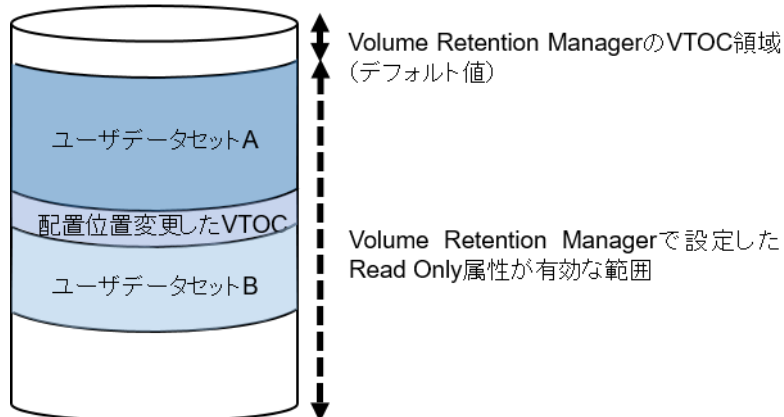 Volume Retention ManagerのVTOC領域
（デフォルト値）
ユーザデータセットA
配置位置変更したVTOC
Volume Retention Managerで設定した
Read Only属性が有効な範囲
ユーザデータセットB